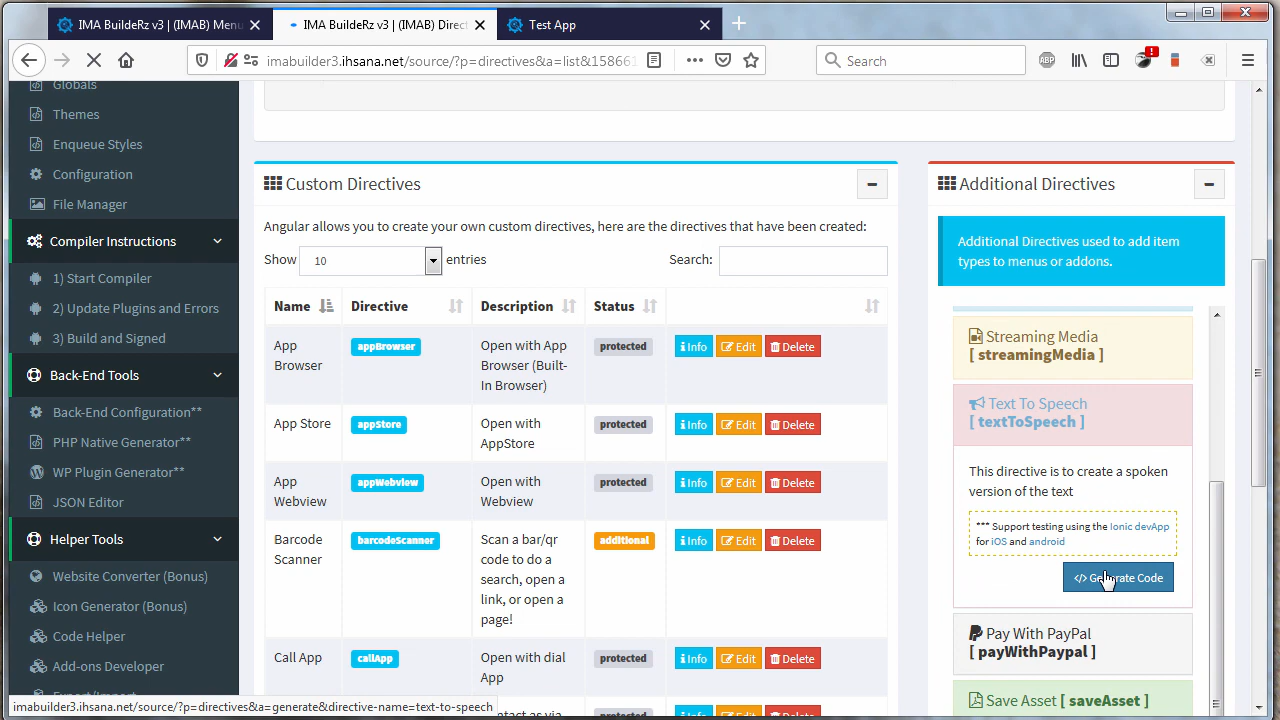 IMA BuildeRz v3 | (IMAB) Menu
IMA BuildeRz v3 | (IMAB) Direct
Test App
imabuilder3.ihsana.net/source/?p=directives&a=list&158661
Search
ABP
Globals
Themes
Enqueue Styles
Configuration
File Manager
Compiler Instructions
1) Start Compiler
2) Update Plugins and Errors
3) Build and Signed
Back-End Tools
Back-End Configuration**
PHP Native Generator**
WP Plugin Generator**
JSON Editor
Helper Tools
Website Converter (Bonus)
Icon Generator (Bonus)
Code Helper
Add-ons Developer
Export/Import
Custom Directives
Angular allows you to create your own custom directives, here are the directives that have been created:
Show 10 entries
Search:
Name Directive Description Status
App Browser appBrowser Open with App Browser (Built-In Browser) protected Info Edit Delete
App Store appStore Open with AppStore protected Info Edit Delete
App Webview appWebview Open with Webview protected Info Edit Delete
Barcode Scanner barcodeScanner Scan a bar/qr code to do a search, open a link, or open a page! additional Info Edit Delete
Call App callApp Open with dial App protected Info Edit Delete
Additional Directives
Additional Directives used to add item
types to menus or addons.
Streaming Media
[ streamingMedia ]
Text To Speech
[ textToSpeech ]
This directive is to create a spoken
version of the text
*** Support testing using the Ionic devApp
for iOS and android
</> Generate Code
Pay With PayPal
[ payWithPaypal ]
Save Asset [ saveAsset ]
imabuilder3.ihsana.net/source/?p=directives&a=generate&directive-name=text-to-speech